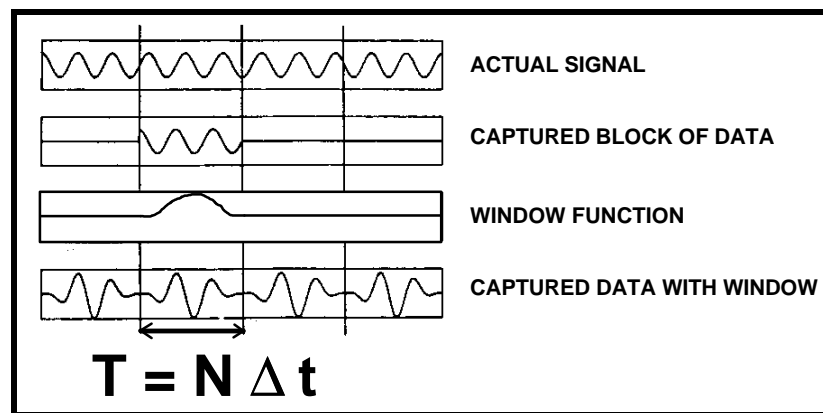 ACTUAL SIGNAL
CAPTURED BLOCK OF DATA
WINDOW FUNCTION
CAPTURED DATA WITH WINDOW
T = N Δ t